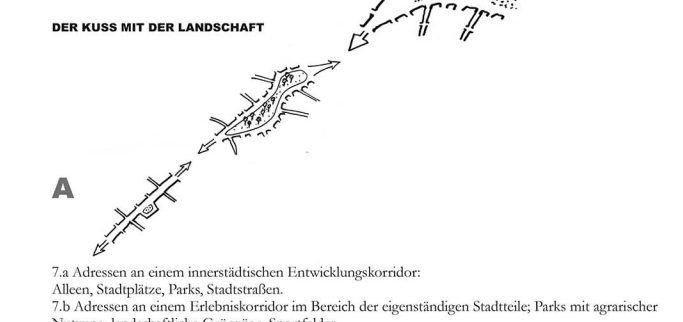 DER KUSS MIT DER LANDSCHAFT
A
7.a Adressen an einem innerstädtischen Entwicklungskorridor:
Alleen, Stadtplätze, Parks, Stadtstraßen.
7.b Adressen an einem Erlebniskorridor im Bereich der eigenständigen Stadtteile; Parks mit agrarischer